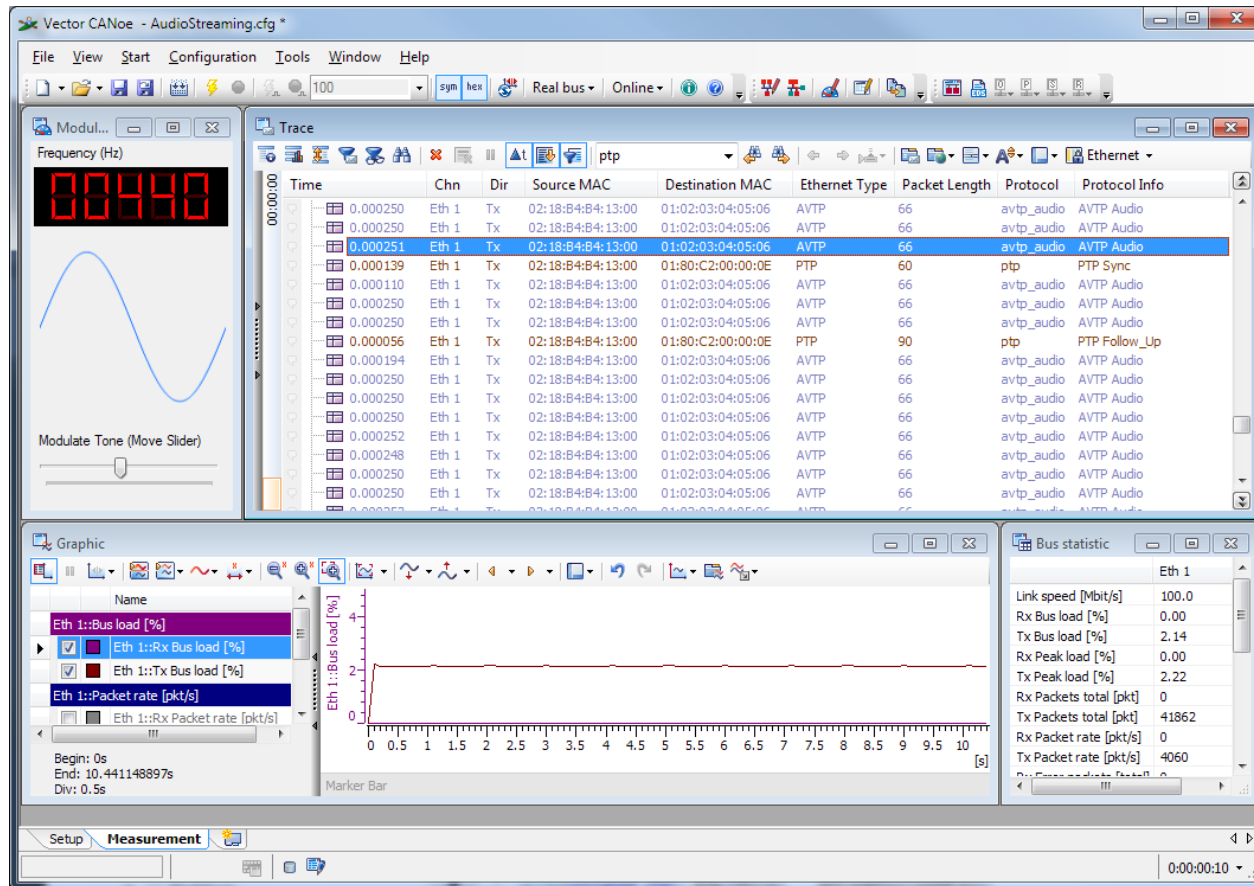 Vector CANoe - AudioStreaming.cfg *
File View Start Configuration Tools Window Help
100 sym hex Real bus Online
Modul...
Frequency (Hz)
00440
Modulate Tone (Move Slider)
Trace
Δt ptp Ethernet
00:00:00
Time Chn Dir Source MAC Destination MAC Ethernet Type Packet Length Protocol Protocol Info
0.000250 Eth 1 Tx 02:18:B4:B4:13:00 01:02:03:04:05:06 AVTP 66 avtp_audio AVTP Audio
0.000250 Eth 1 Tx 02:18:B4:B4:13:00 01:02:03:04:05:06 AVTP 66 avtp_audio AVTP Audio
0.000251 Eth 1 Tx 02:18:B4:B4:13:00 01:02:03:04:05:06 AVTP 66 avtp_audio AVTP Audio
0.000139 Eth 1 Tx 02:18:B4:B4:13:00 01:80:C2:00:00:0E PTP 60 ptp PTP Sync
0.000110 Eth 1 Tx 02:18:B4:B4:13:00 01:02:03:04:05:06 AVTP 66 avtp_audio AVTP Audio
0.000250 Eth 1 Tx 02:18:B4:B4:13:00 01:02:03:04:05:06 AVTP 66 avtp_audio AVTP Audio
0.000250 Eth 1 Tx 02:18:B4:B4:13:00 01:02:03:04:05:06 AVTP 66 avtp_audio AVTP Audio
0.000056 Eth 1 Tx 02:18:B4:B4:13:00 01:80:C2:00:00:0E PTP 90 ptp PTP Follow_Up
0.000194 Eth 1 Tx 02:18:B4:B4:13:00 01:02:03:04:05:06 AVTP 66 avtp_audio AVTP Audio
0.000250 Eth 1 Tx 02:18:B4:B4:13:00 01:02:03:04:05:06 AVTP 66 avtp_audio AVTP Audio
0.000250 Eth 1 Tx 02:18:B4:B4:13:00 01:02:03:04:05:06 AVTP 66 avtp_audio AVTP Audio
0.000250 Eth 1 Tx 02:18:B4:B4:13:00 01:02:03:04:05:06 AVTP 66 avtp_audio AVTP Audio
0.000252 Eth 1 Tx 02:18:B4:B4:13:00 01:02:03:04:05:06 AVTP 66 avtp_audio AVTP Audio
0.000248 Eth 1 Tx 02:18:B4:B4:13:00 01:02:03:04:05:06 AVTP 66 avtp_audio AVTP Audio
0.000250 Eth 1 Tx 02:18:B4:B4:13:00 01:02:03:04:05:06 AVTP 66 avtp_audio AVTP Audio
0.000250 Eth 1 Tx 02:18:B4:B4:13:00 01:02:03:04:05:06 AVTP 66 avtp_audio AVTP Audio
Graphic
Name
Eth 1::Bus load [%]
Eth 1::Rx Bus load [%]
Eth 1::Tx Bus load [%]
Eth 1::Packet rate [pkt/s]
Eth 1::Rx Packet rate [pkt/s]
Begin: 0s
End: 10.441148897s
Div: 0.5s
Eth 1::Bus load [%]
4
2
0
0 0.5 1 1.5 2 2.5 3 3.5 4 4.5 5 5.5 6 6.5 7 7.5 8 8.5 9 9.5 10
[s]
Marker Bar
Bus statistic
Eth 1
Link speed [Mbit/s] 100.0
Rx Bus load [%] 0.00
Tx Bus load [%] 2.14
Rx Peak load [%] 0.00
Tx Peak load [%] 2.22
Rx Packets total [pkt] 0
Tx Packets total [pkt] 41862
Rx Packet rate [pkt/s] 0
Tx Packet rate [pkt/s] 4060
Setup Measurement
0:00:00:10